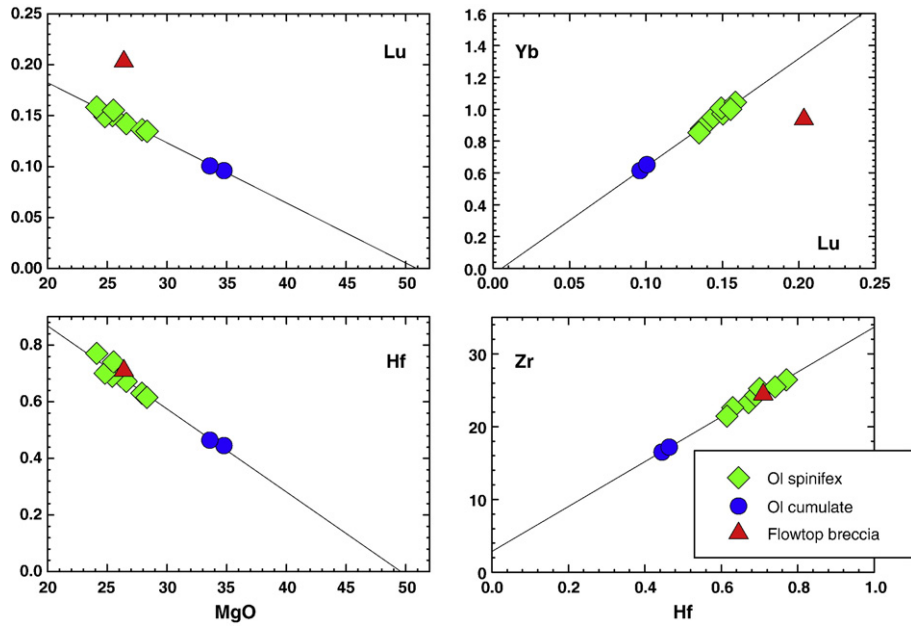 Lu
0.25
0.20
0.15
0.10
0.05
0.00
20 25 30 35 40 45 50
Yb
1.6
1.4
1.2
1.0
0.8
0.6
0.4
0.2
0.0
Lu
0.00 0.05 0.10 0.15 0.20 0.25
Hf
0.8
0.6
0.4
0.2
0.0
20 25 30 35 40 45 50
MgO
Zr
30
20
10
0
Ol spinifex
Ol cumulate
Flowtop breccia
0 0.2 0.4 0.6 0.8 1.0
Hf